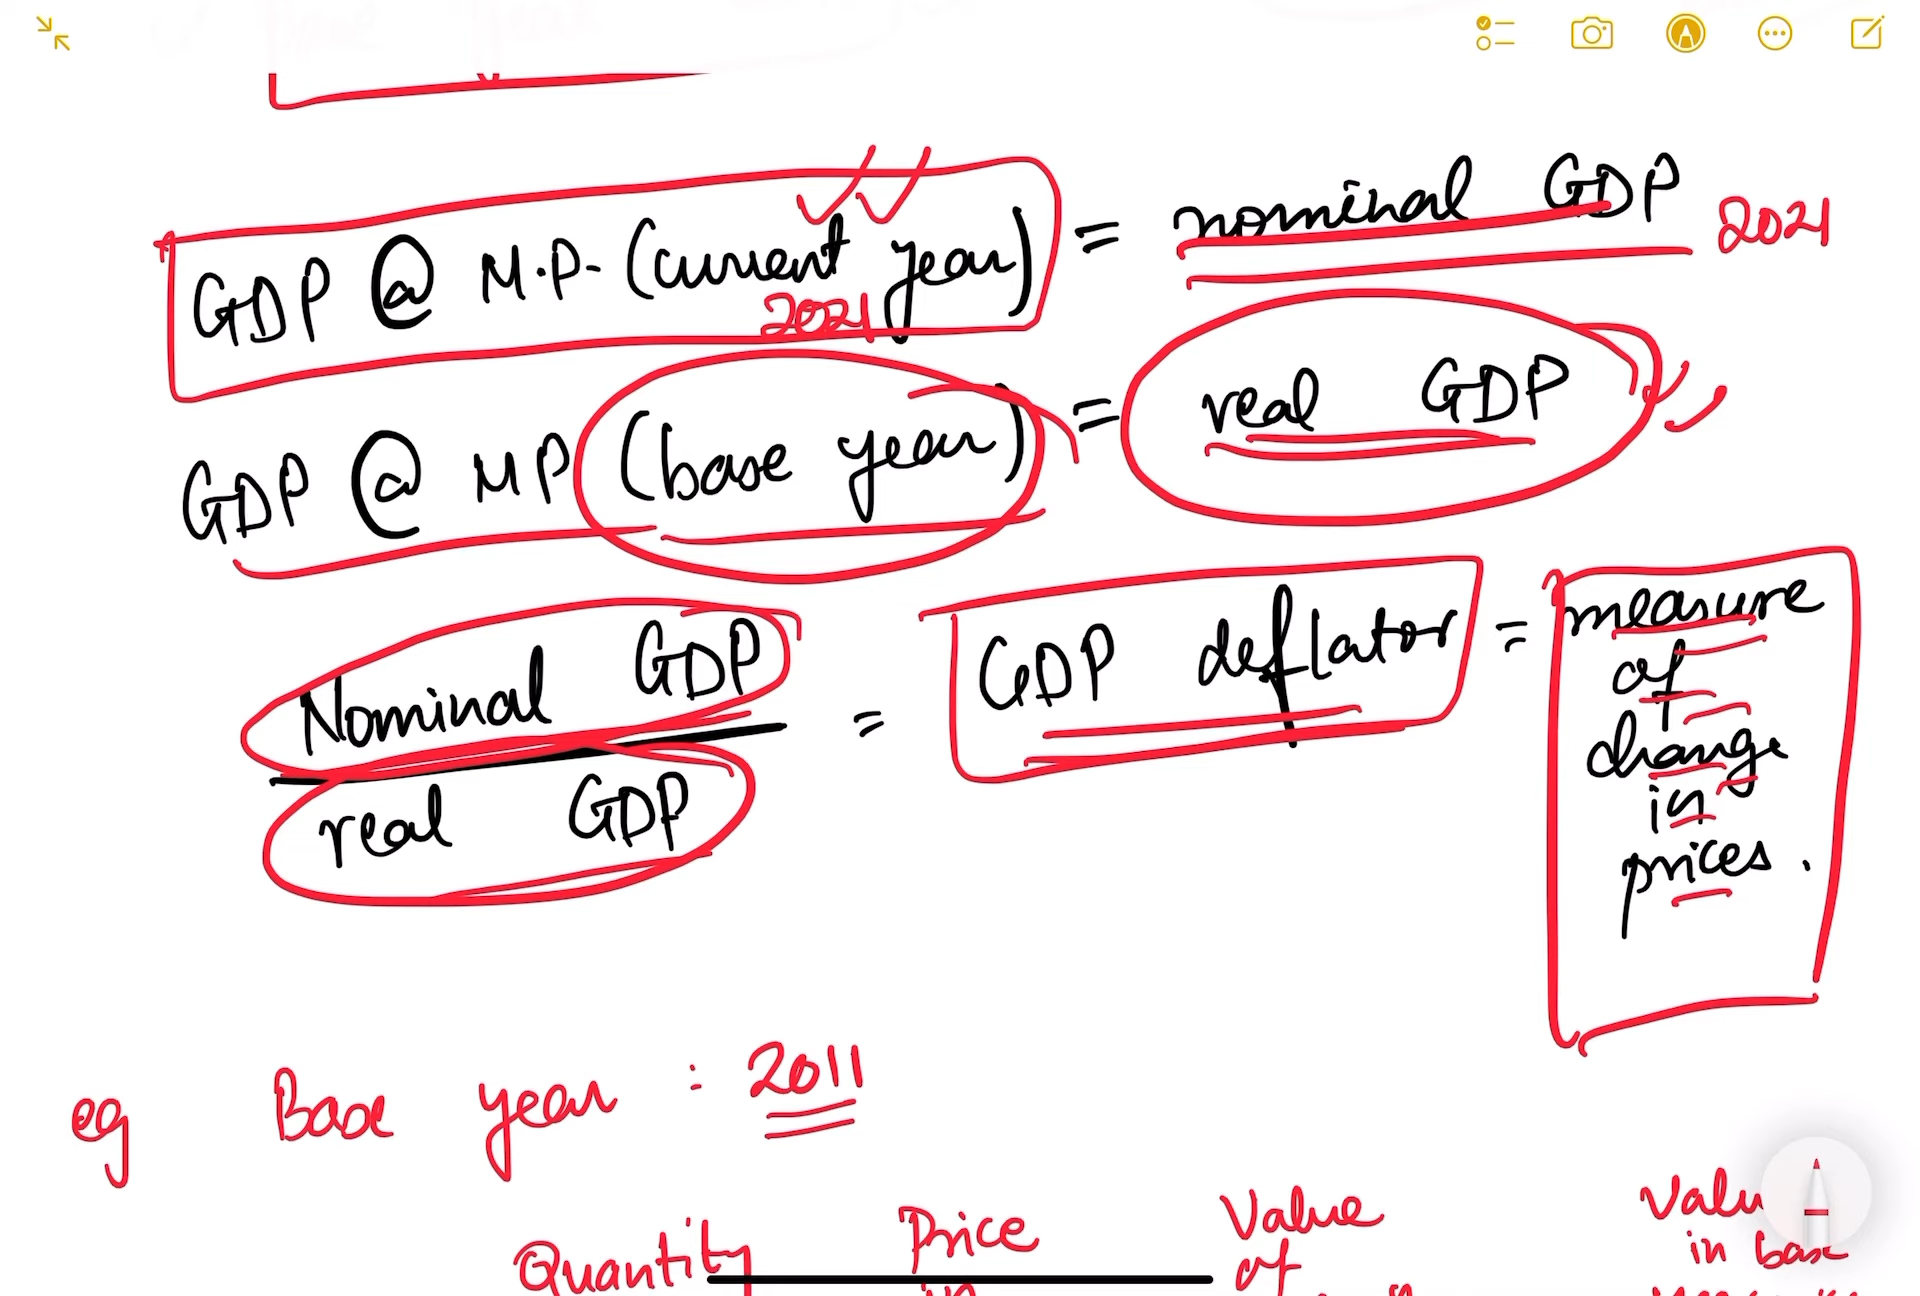 GDP @ M.P. (current year) = nominal GDP 2021
2021
GDP @ MP (base year) = real GDP
Nominal GDP = GDP deflator = measure
real GDP
of
change
in
prices.
eg Base year : 2011
Quantity Price Value
of
in base